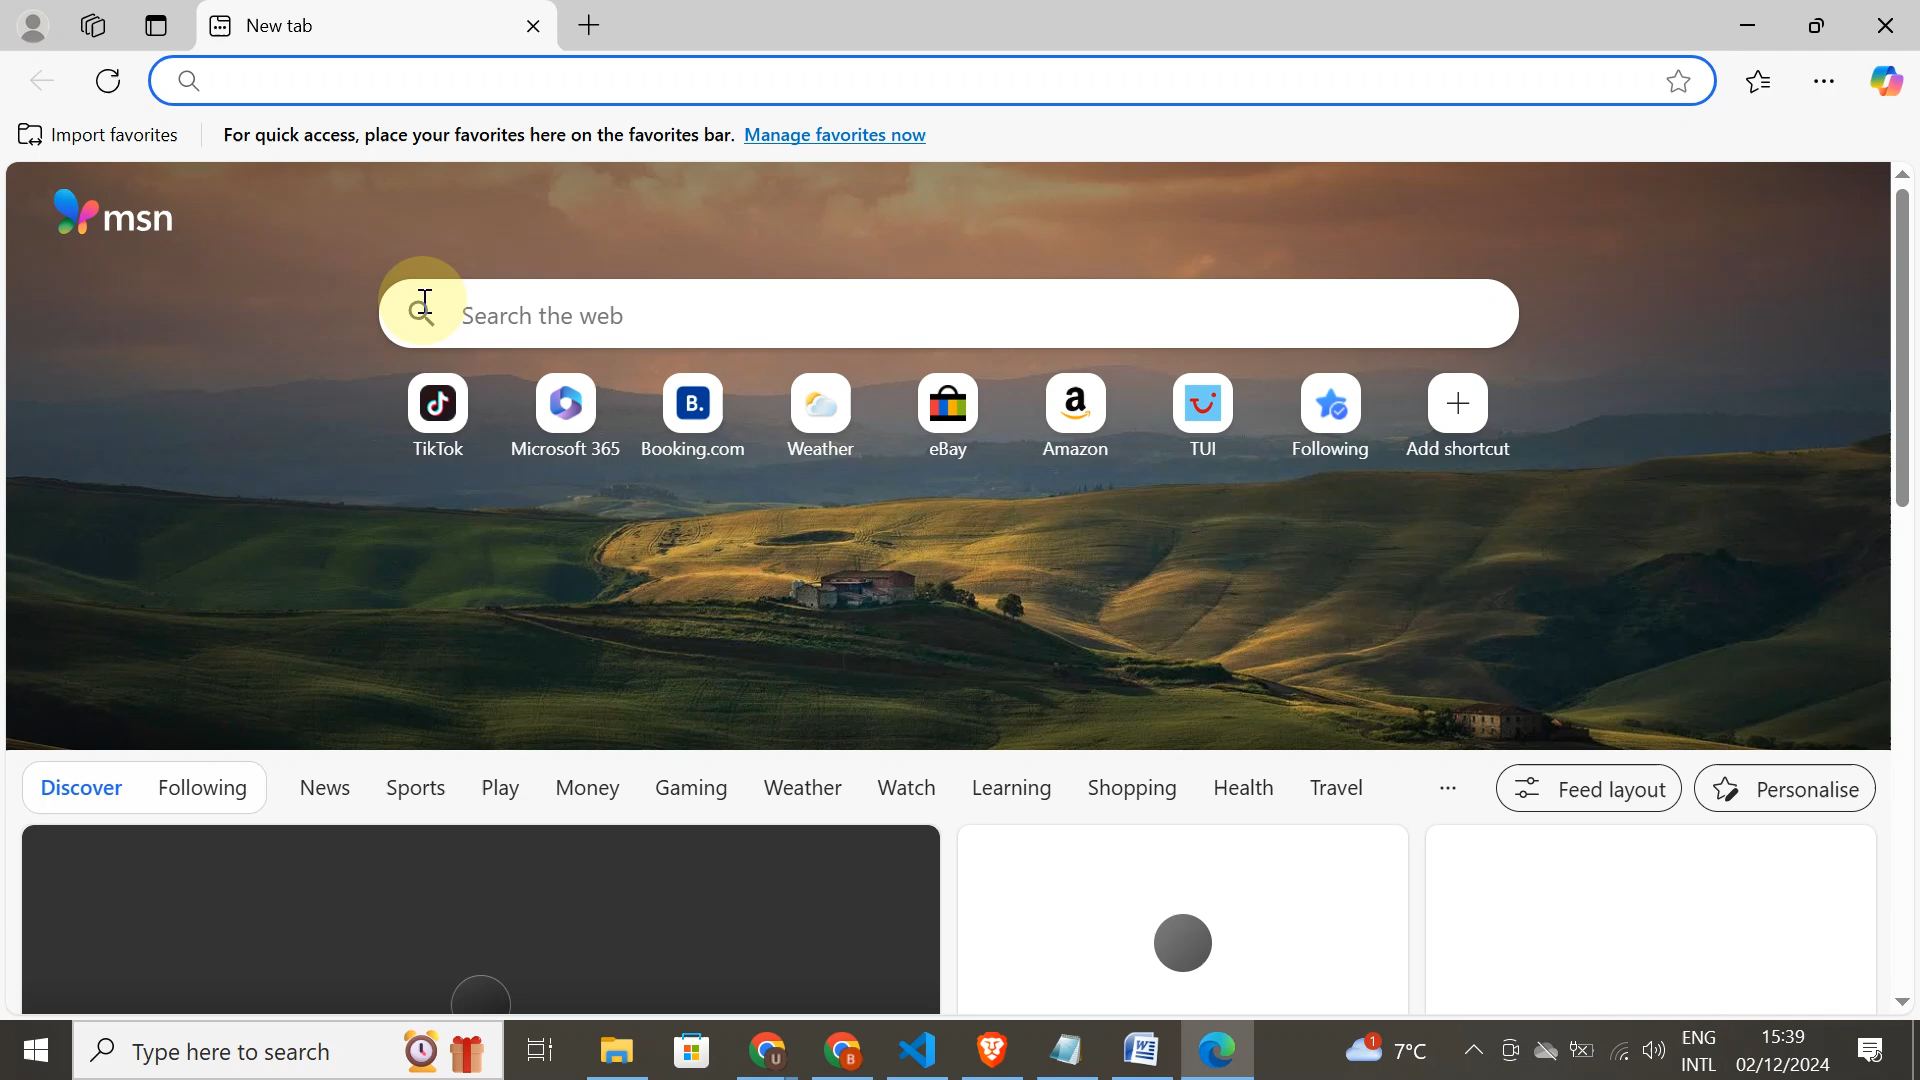 New tab
Import favorites
For quick access, place your favorites here on the favorites bar. Manage favorites now
msn
Search the web
B.
a
TikTok
Microsoft 365
Booking.com
Weather
eBay
Amazon
TUI
Following
Add shortcut
Discover
Following
News
Sports
Play
Money
Gaming
Weather
Watch
Learning
Shopping
Health
Travel
Feed layout
Personalise
Type here to search
U
B
W
1
7°C
ENG
INTL
15:39
02/12/2024